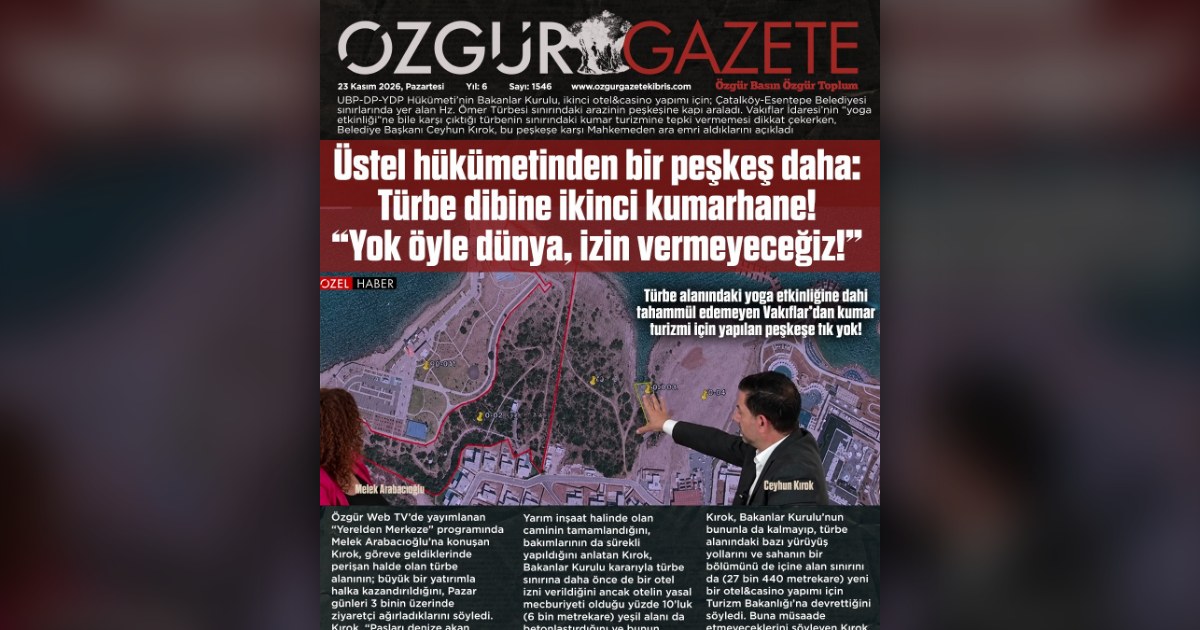 ÖZGÜR GAZETE
23 Kasım 2026, Pazartesi Yıl: 6 Sayı: 1546 www.ozgurgazetekibris.com Özgür Basın Özgür Toplum
UBP-DP-YDP Hükümeti'nin Bakanlar Kurulu, ikinci otel&casino yapımı için; Çatalköy-Esentepe Belediyesi
sınırlarında yer alan Hz. Ömer Türbesi sınırındaki arazinin peşkeşine kapı araladı. Vakıflar İdaresi'nin "yoga
etkinliği"ne bile karşı çıktığı türbenin sınırındaki kumar turizmine tepki vermemesi dikkat çekerken,
Belediye Başkanı Ceyhun Kırok, bu peşkeşe karşı Mahkemeden ara emri aldıklarını açıkladı
Üstel hükümetinden bir peşkeş daha:
Türbe dibine ikinci kumarhane!
“Yok öyle dünya, izin vermeyeceğiz!”
ÖZEL HABER
Türbe alanındaki yoga etkinliğine dahi
tahammül edemeyen Vakıflar'dan kumar
turizmi için yapılan peşkeşe tık yok!
Melek Arabacıoğlu
Ceyhun Kırok
Özgür Web TV'de yayımlanan
“Yerelden Merkeze” programında
Melek Arabacıoğlu'na konuşan
Kırok, göreve geldiklerinde
perişan halde olan türbe
alanının; büyük bir yatırımla
halka kazandırıldığını, Pazar
günleri 3 binin üzerinde
ziyaretçi ağırladıklarını söyledi.
Kırok, “Pasları denize akan
Yarım inşaat halinde olan
caminin tamamlandığını,
bakımlarının da sürekli
yapıldığını anlatan Kırok,
Bakanlar Kurulu kararıyla türbe
sınırına daha önce de bir otel
izni verildiğini ancak otelin yasal
mecburiyeti olduğu yüzde 10'luk
(6 bin metrekare) yeşil alanı da
betonlaştırdığını ve bunun
Kırok, Bakanlar Kurulu'nun
bununla da kalmayıp, türbe
alanındaki bazı yürüyüş
yollarını ve sahanın bir
bölümünü de içine alan sınırını
da (27 bin 440 metrekare) yeni
bir otel&casino yapımı için
Turizm Bakanlığı'na devrettiğini
söyledi. Buna müsaade
etmeyeceklerini söyleyen Kırok